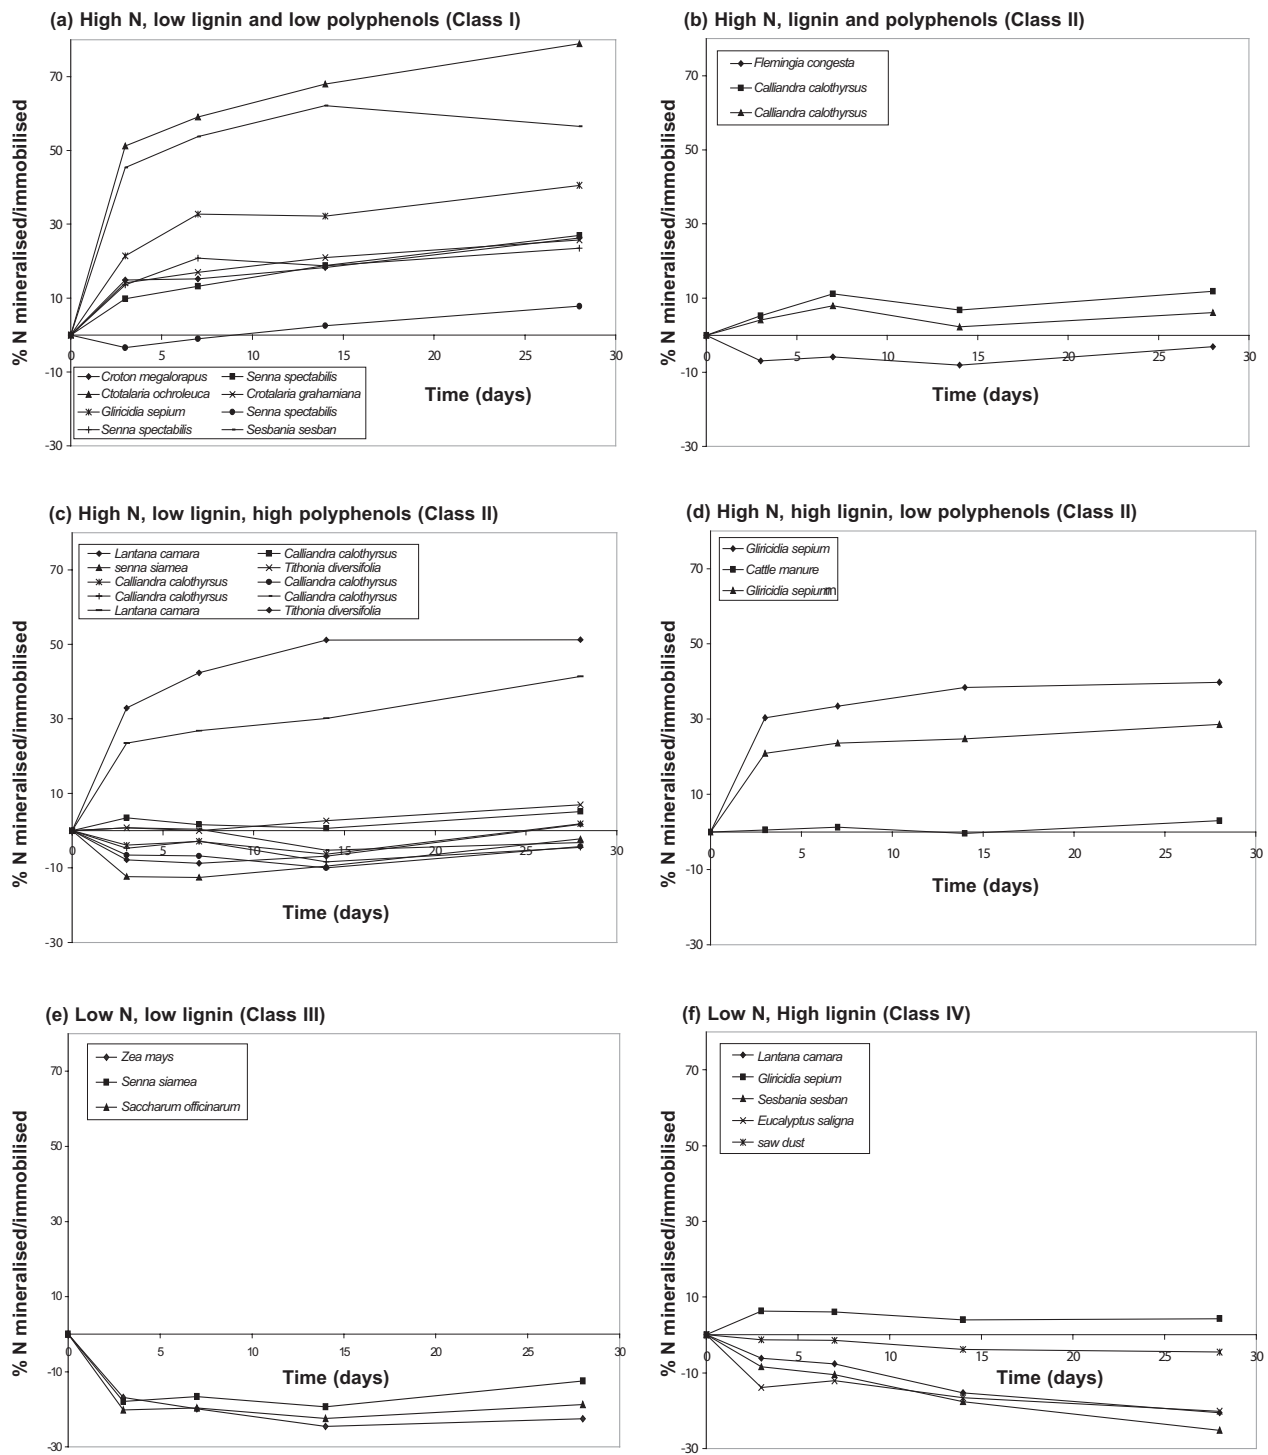 (a) High N, low lignin and low polyphenols (Class I)
% N mineralised/immobilised
70
50
30
10
-10
-30
0
5
10
15
20
25
30
Croton megalorapus
Senna spectabilis
Ctotalaria ochroleuca
Crotalaria grahamiana
Gliricidia sepium
Senna spectabilis
Senna spectabilis
Sesbania sesban
Time (days)
(b) High N, lignin and polyphenols (Class II)
% N mineralised/immobilised
70
50
30
10
-10
-30
0
5
10
15
20
25
30
Flemingia congesta
Calliandra calothyrsus
Calliandra calothyrsus
Time (days)
(c) High N, low lignin, high polyphenols (Class II)
% N mineralised/immobilised
70
50
30
10
-10
-30
0
5
10
15
20
25
30
Lantana camara
Calliandra calothyrsus
senna siamea
Tithonia diversifolia
Calliandra calothyrsus
Calliandra calothyrsus
Calliandra calothyrsus
Calliandra calothyrsus
Lantana camara
Tithonia diversifolia
Time (days)
(d) High N, high lignin, low polyphenols (Class II)
% N mineralised/immobilised
70
50
30
10
-10
-30
0
5
10
15
20
25
30
Gliricidia sepium
Cattle manure
Gliricidia sepium
Time (days)
(e) Low N, low lignin (Class III)
% N mineralised/immobilised
70
50
30
10
-10
-30
0
5
10
15
20
25
30
Zea mays
Senna siamea
Saccharum officinarum
Time (days)
(f) Low N, High lignin (Class IV)
% N mineralised/immobilised
70
50
30
10
-10
-30
0
5
10
15
20
25
30
Lantana camara
Gliricidia sepium
Sesbania sesban
Eucalyptus saligna
saw dust
Time (days)